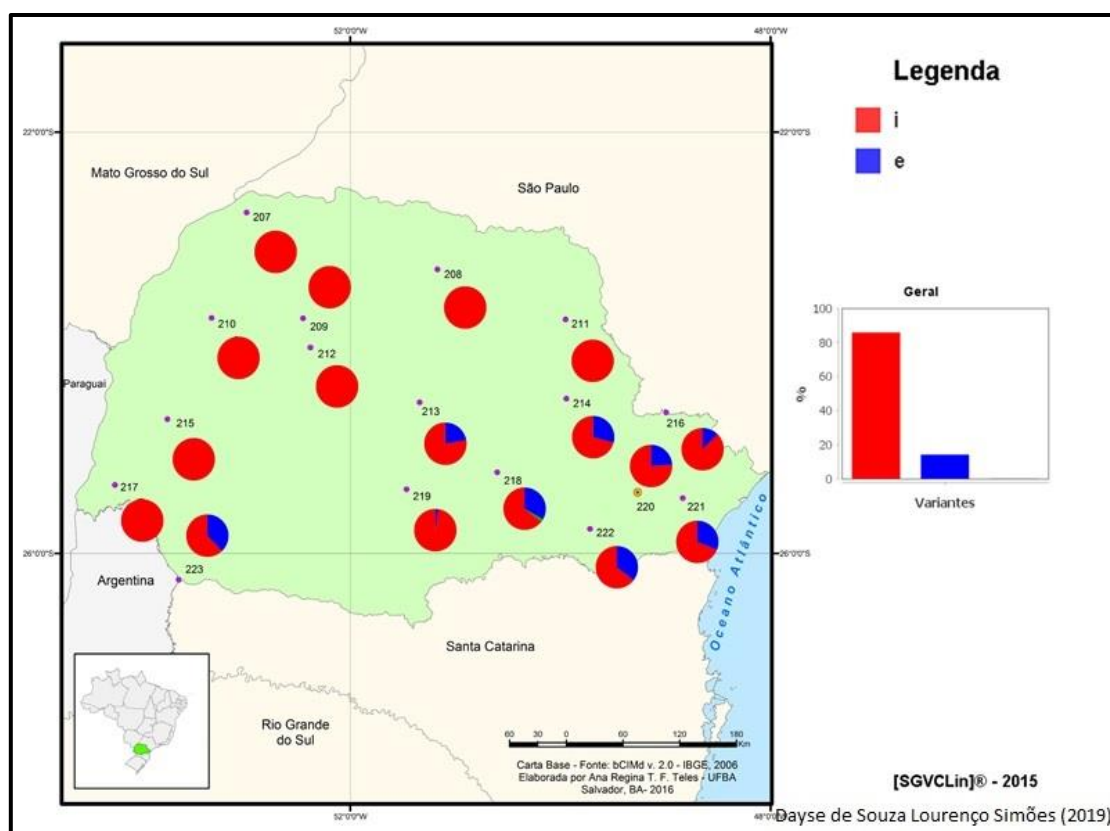 52°0'0"W
48°0'0"W
Legenda
i
e
22°0'0"S
22°0'0"S
Mato Grosso do Sul
São Paulo
207
208
210
209
211
212
Paraguai
213
214
216
215
217
219
218
220
221
222
223
26°0'0"S
26°0'0"S
Argentina
Santa Catarina
Oceano Atlântico
Rio Grande
do Sul
Geral
100
80
60
40
20
0
%
Variantes
60 30 0 60 120 180
Km
Carta Base - Fonte: bCIMd v. 2.0 - IBGE, 2006
Elaborada por Ana Regina T. F. Teles - UFBA
Salvador, BA- 2016
52°0'0"W
48°0'0"W
[SGVCLin]® - 2015
Dayse de Souza Lourenço Simões (2019)